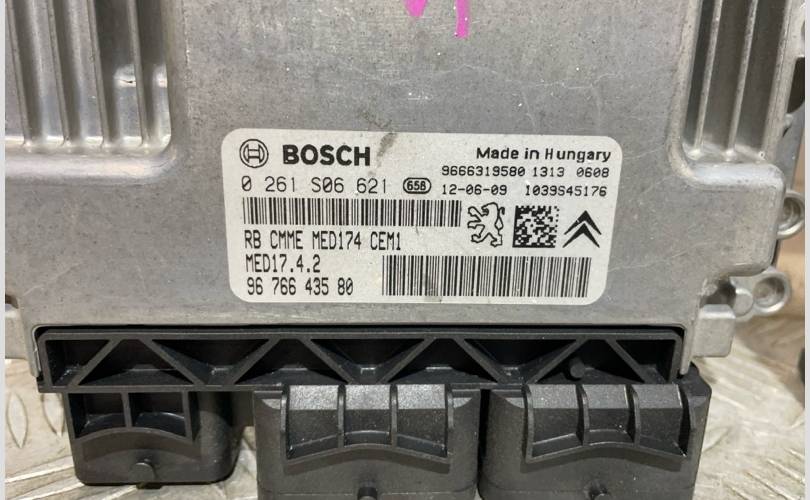 BOSCH
Made in Hungary
9666319580 1313 0608
0 261 S06 621 658 12-06-09 1039S45176
RB CMME MED174 CEM1
MED17.4.2
96 766 435 80